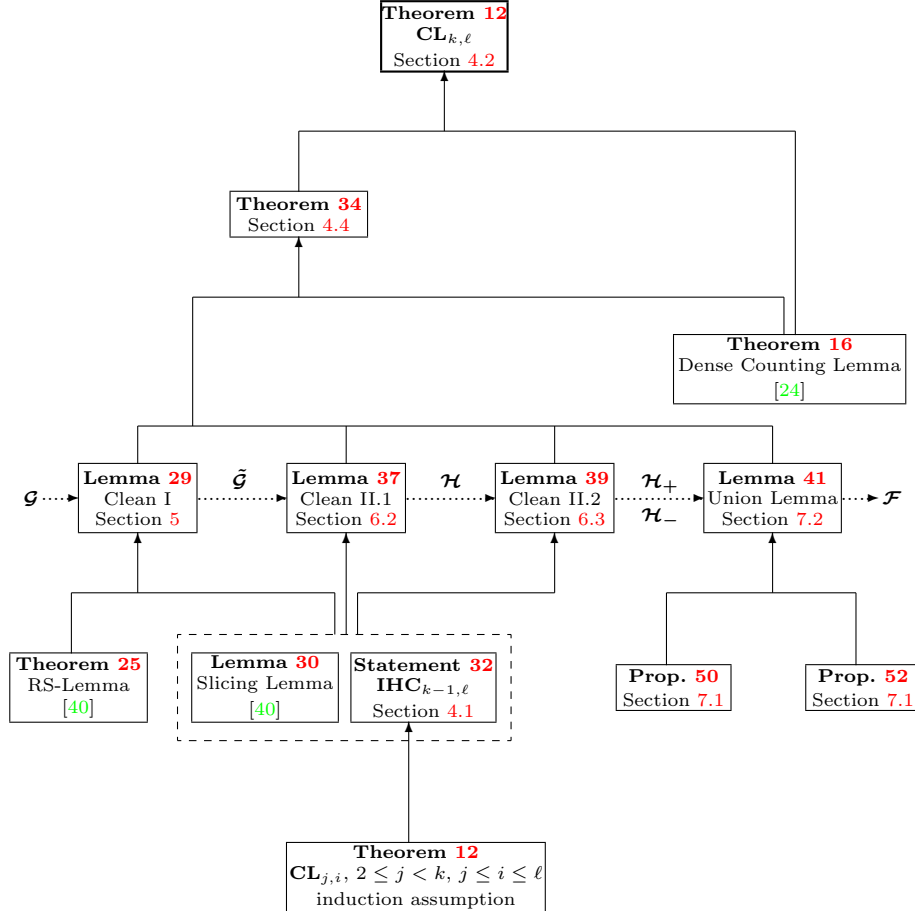 Theorem 12
CL_{k,ℓ}
Section 4.2
Theorem 34
Section 4.4
Theorem 16
Dense Counting Lemma
[24]
𝓖
Lemma 29
Clean I
Section 5
𝓖̃
Lemma 37
Clean II.1
Section 6.2
𝓗
Lemma 39
Clean II.2
Section 6.3
𝓗₊
𝓗₋
Lemma 41
Union Lemma
Section 7.2
𝓕
Theorem 25
RS-Lemma
[40]
Lemma 30
Slicing Lemma
[40]
Statement 32
IHC_{k−1,ℓ}
Section 4.1
Prop. 50
Section 7.1
Prop. 52
Section 7.1
Theorem 12
CL_{j,i}, 2 ≤ j < k, j ≤ i ≤ ℓ
induction assumption